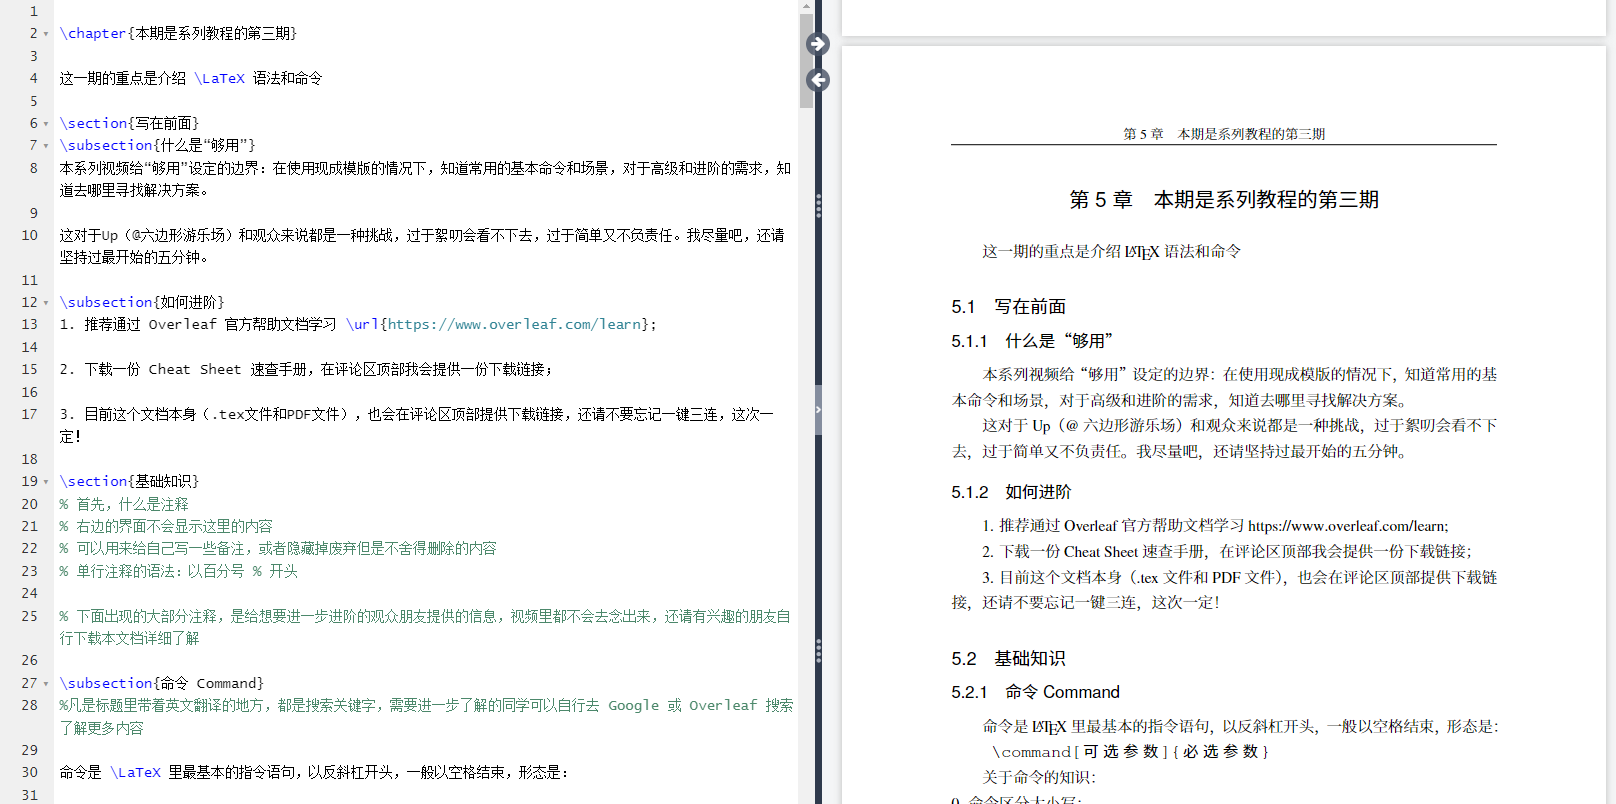 1
2 \chapter{本期是系列教程的第三期}
3
4 这一期的重点是介绍 \LaTeX 语法和命令
5
6 \section{写在前面}
7 \subsection{什么是“够用”}
8 本系列视频给“够用”设定的边界：在使用现成模版的情况下，知道常用的基本命令和场景，对于高级和进阶的需求，知
道去哪里寻找解决方案。
9
10 这对于Up（@六边形游乐场）和观众来说都是一种挑战，过于絮叨会看不下去，过于简单又不负责任。我尽量吧，还请
坚持过最开始的五分钟。
11
12 \subsection{如何进阶}
13 1. 推荐通过 Overleaf 官方帮助文档学习 \url{https://www.overleaf.com/learn};
14
15 2. 下载一份 Cheat Sheet 速查手册，在评论区顶部我会提供一份下载链接；
16
17 3. 目前这个文档本身（.tex文件和PDF文件），也会在评论区顶部提供下载链接，还请不要忘记一键三连，这次一
定！
18
19 \section{基础知识}
20 % 首先，什么是注释
21 % 右边的界面不会显示这里的内容
22 % 可以用来给自己写一些备注，或者隐藏掉废弃但是不舍得删除的内容
23 % 单行注释的语法：以百分号 % 开头
24
25 % 下面出现的大部分注释，是给想要进一步进阶的观众朋友提供的信息，视频里都不会去念出来，还请有兴趣的朋友自
行下载本文档详细了解
26
27 \subsection{命令 Command}
28 %凡是标题里带着英文翻译的地方，都是搜索关键字，需要进一步了解的同学可以自行去 Google 或 Overleaf 搜索
了解更多内容
29
30 命令是 \LaTeX 里最基本的指令语句，以反斜杠开头，一般以空格结束，形态是：
31
第 5 章 本期是系列教程的第三期
第 5 章 本期是系列教程的第三期
这一期的重点是介绍 LATEX 语法和命令
5.1 写在前面
5.1.1 什么是“够用”
本系列视频给“够用”设定的边界：在使用现成模版的情况下，知道常用的基
本命令和场景，对于高级和进阶的需求，知道去哪里寻找解决方案。
这对于 Up（@ 六边形游乐场）和观众来说都是一种挑战，过于絮叨会看不下
去，过于简单又不负责任。我尽量吧，还请坚持过最开始的五分钟。
5.1.2 如何进阶
1. 推荐通过 Overleaf 官方帮助文档学习 https://www.overleaf.com/learn;
2. 下载一份 Cheat Sheet 速查手册，在评论区顶部我会提供一份下载链接；
3. 目前这个文档本身（.tex 文件和 PDF 文件），也会在评论区顶部提供下载链
接，还请不要忘记一键三连，这次一定！
5.2 基础知识
5.2.1 命令 Command
命令是 LATEX 里最基本的指令语句，以反斜杠开头，一般以空格结束，形态是：
\command[可选参数]{必选参数}
关于命令的知识：
0. 命令区分大小写；